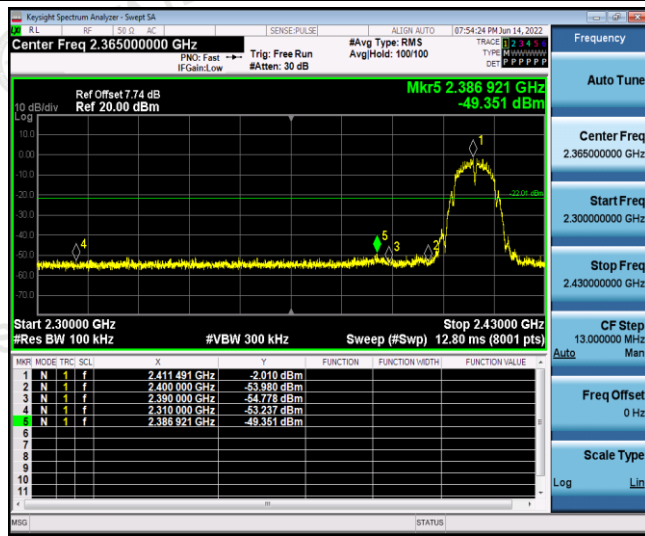 Keysight Spectrum Analyzer - Swept SA
RL RF 50 Ω AC SENSE:PULSE ALIGN AUTO 07:54:24 PM Jun 14, 2022
Center Freq 2.365000000 GHz
PNO: Fast
IFGain:Low
Trig: Free Run
#Atten: 30 dB
#Avg Type: RMS
Avg|Hold: 100/100
TRACE 1 2 3 4 5 6
TYPE M W W W W W
DET P P P P P P
Ref Offset 7.74 dB
10 dB/div Ref 20.00 dBm
Log
Mkr5 2.386 921 GHz
-49.351 dBm
10.0
0.00
-10.0
-20.0
-30.0
-40.0
-50.0
-60.0
-70.0
1
-22.01 dBm
4
5
3
2
Start 2.30000 GHz Stop 2.43000 GHz
#Res BW 100 kHz #VBW 300 kHz Sweep (#Swp) 12.80 ms (8001 pts)
MKR MODE TRC SCL X Y FUNCTION FUNCTION WIDTH FUNCTION VALUE
1 N 1 f 2.411 491 GHz -2.010 dBm
2 N 1 f 2.400 000 GHz -53.980 dBm
3 N 1 f 2.390 000 GHz -54.778 dBm
4 N 1 f 2.310 000 GHz -53.237 dBm
5 N 1 f 2.386 921 GHz -49.351 dBm
6
7
8
9
10
11
MSG STATUS
Frequency
Auto Tune
Center Freq
2.365000000 GHz
Start Freq
2.300000000 GHz
Stop Freq
2.430000000 GHz
CF Step
13.000000 MHz
Auto Man
Freq Offset
0 Hz
Scale Type
Log Lin